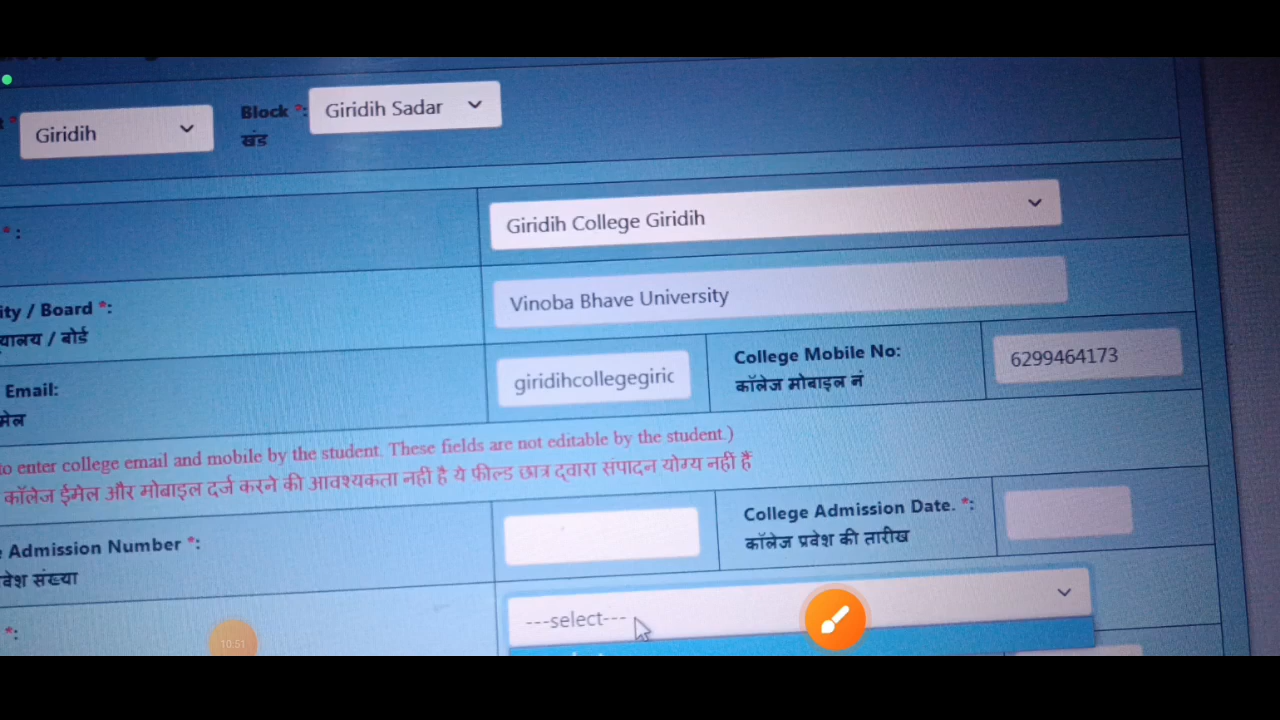 Giridih
Block *:
खंड
Giridih Sadar
* :
Giridih College Giridih
ity / Board *:
यालय / बोर्ड
Vinoba Bhave University
Email:
मेल
giridihcollegegiric
College Mobile No:
कॉलेज मोबाइल नं
6299464173
to enter college email and mobile by the student. These fields are not editable by the student.)
कॉलेज ईमेल और मोबाइल दर्ज करने की आवश्यकता नहीं है ये फ़ील्ड छात्र द्वारा संपादन योग्य नहीं हैं
Admission Number *:
वेश संख्या
College Admission Date. *:
कॉलेज प्रवेश की तारीख
*:
---select---
10:51